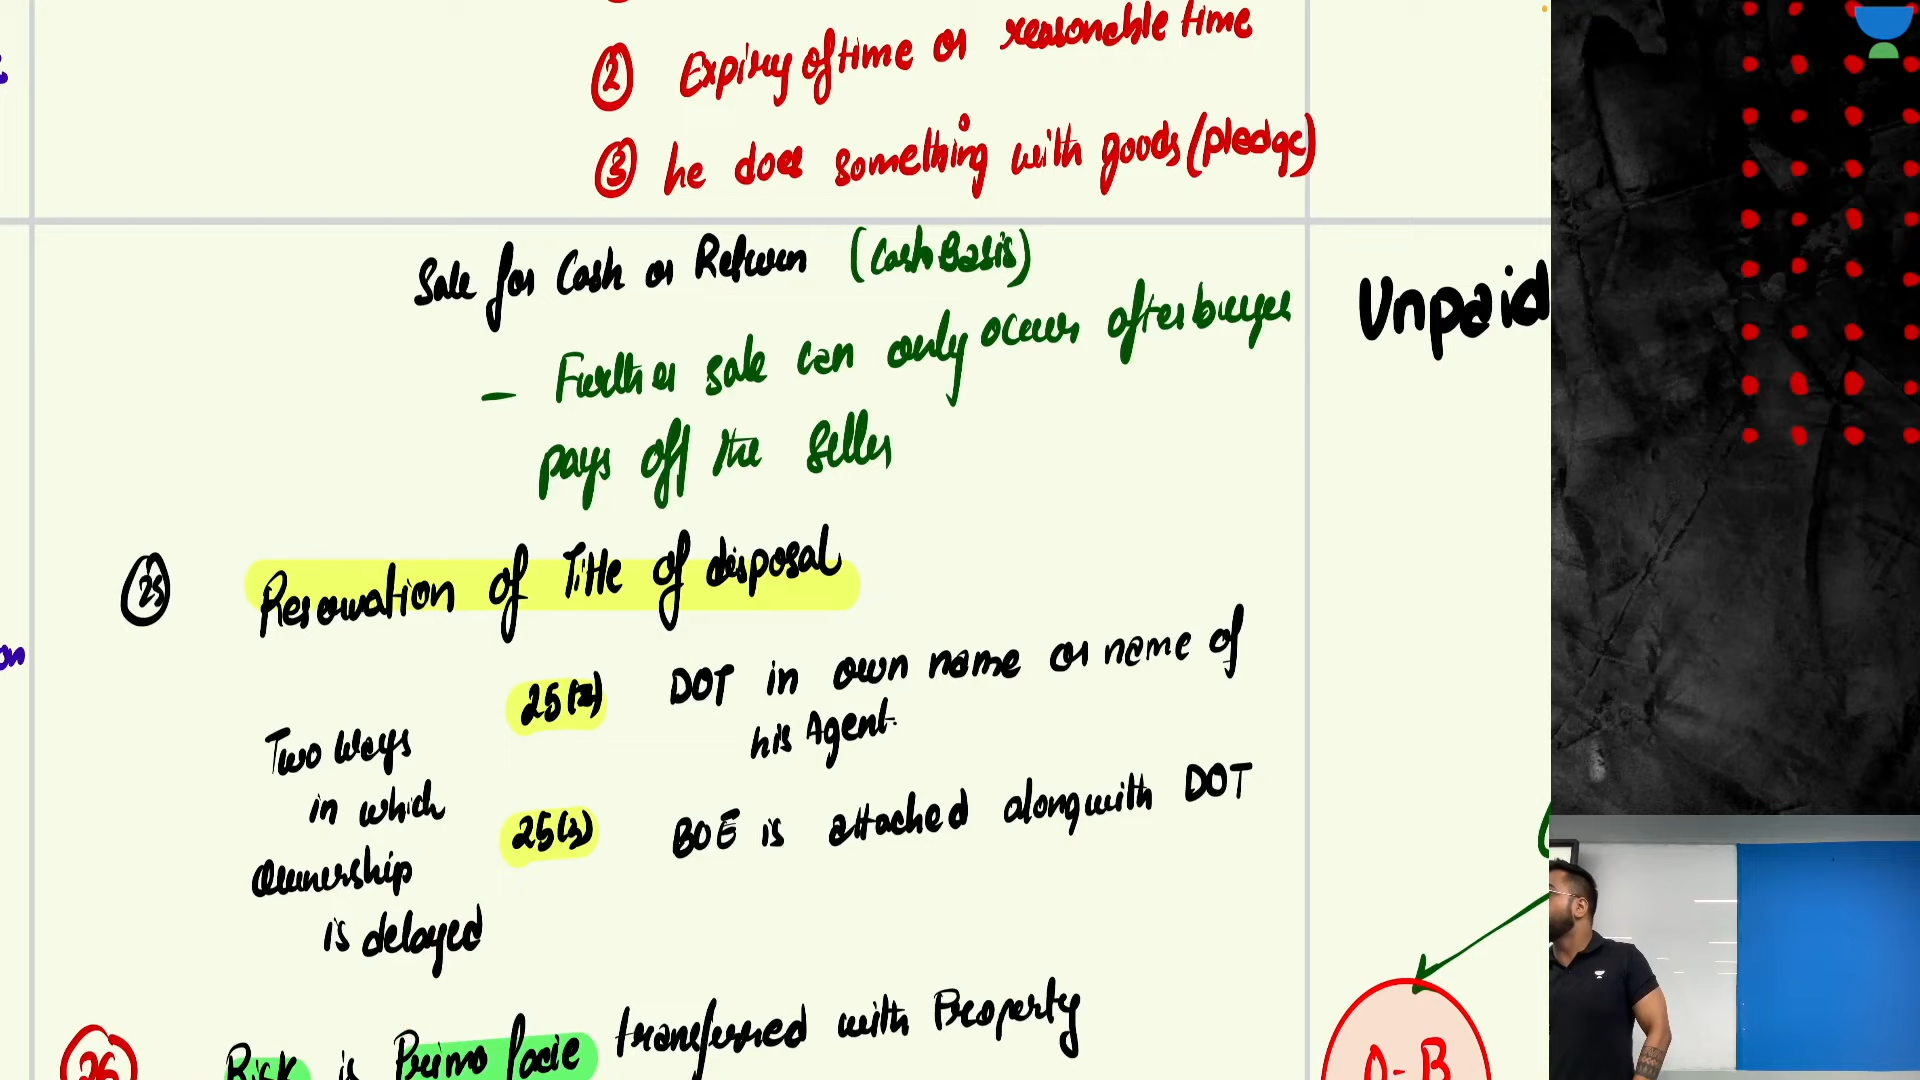 ② Expiry of time or reasonable time
③ he does something with goods (pledge)
Sale for Cash or Return (Cash Basis)
– Further sale can only occur after buyer
pays off the Seller
Unpaid
25 Reservation of Title of disposal
25(2) DOT in own name or name of
his Agent.
Two ways
in which
ownership
is delayed
25(3) BOE is attached alongwith DOT
26 Risk is Prima facie transferred with Property